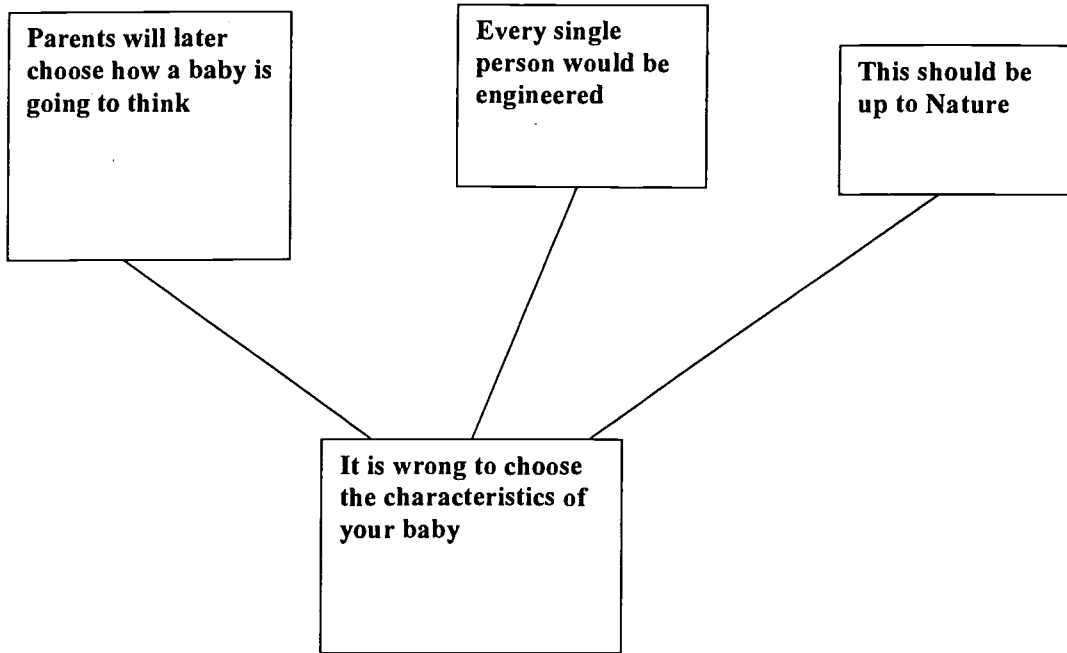 Parents will later
choose how a baby is
going to think
Every single
person would be
engineered
This should be
up to Nature
It is wrong to choose
the characteristics of
your baby